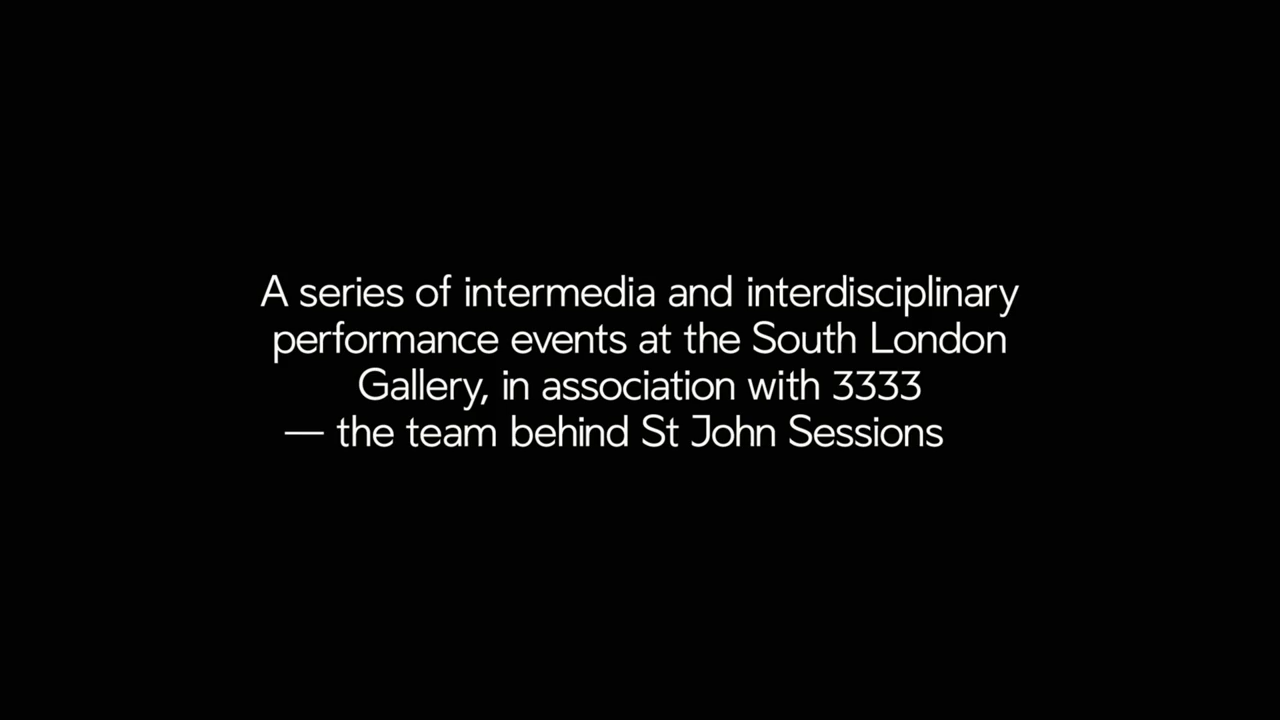 A series of intermedia and interdisciplinary
performance events at the South London
Gallery, in association with 3333
— the team behind St John Sessions